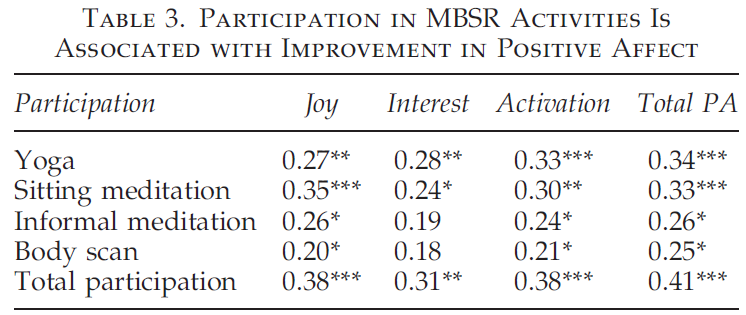 TABLE 3. PARTICIPATION IN MBSR ACTIVITIES IS
ASSOCIATED WITH IMPROVEMENT IN POSITIVE AFFECT
Participation Joy Interest Activation Total PA
Yoga 0.27** 0.28** 0.33*** 0.34***
Sitting meditation 0.35*** 0.24* 0.30** 0.33***
Informal meditation 0.26* 0.19 0.24* 0.26*
Body scan 0.20* 0.18 0.21* 0.25*
Total participation 0.38*** 0.31** 0.38*** 0.41***